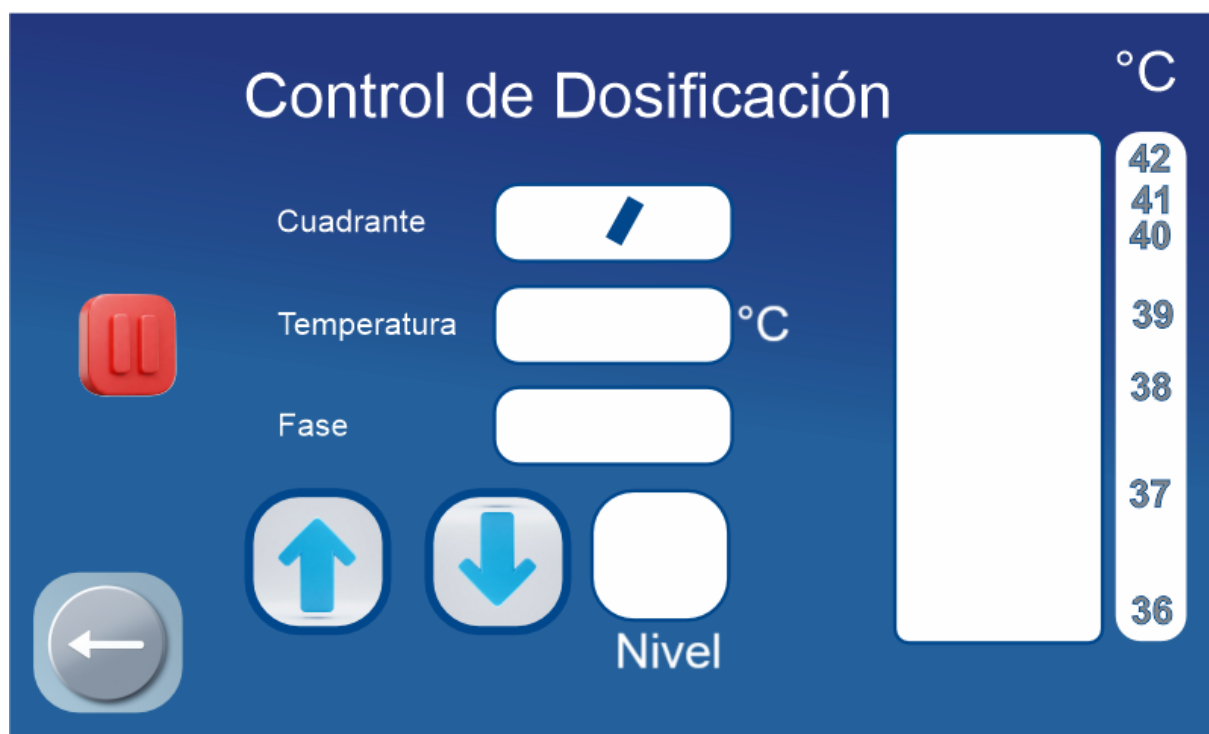 Control de Dosificación
Cuadrante /
Temperatura °C
Fase
Nivel
°C
42
41
40
39
38
37
36